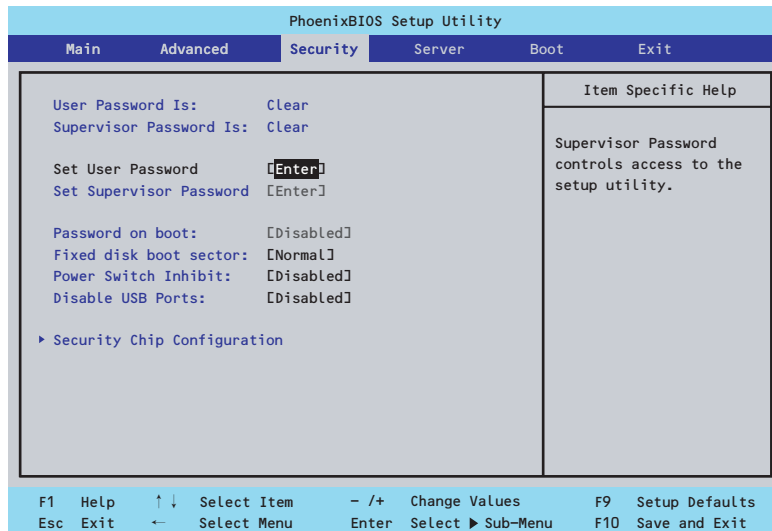 PhoenixBIOS Setup Utility
Main Advanced Security Server Boot Exit
Item Specific Help
User Password Is: Clear
Supervisor Password Is: Clear
Set User Password [Enter]
Set Supervisor Password [Enter]
Password on boot: [Disabled]
Fixed disk boot sector: [Normal]
Power Switch Inhibit: [Disabled]
Disable USB Ports: [Disabled]
▸ Security Chip Configuration
Supervisor Password
controls access to the
setup utility.
F1 Help ↑↓ Select Item - /+ Change Values F9 Setup Defaults
Esc Exit ← Select Menu Enter Select ▶ Sub-Menu F10 Save and Exit